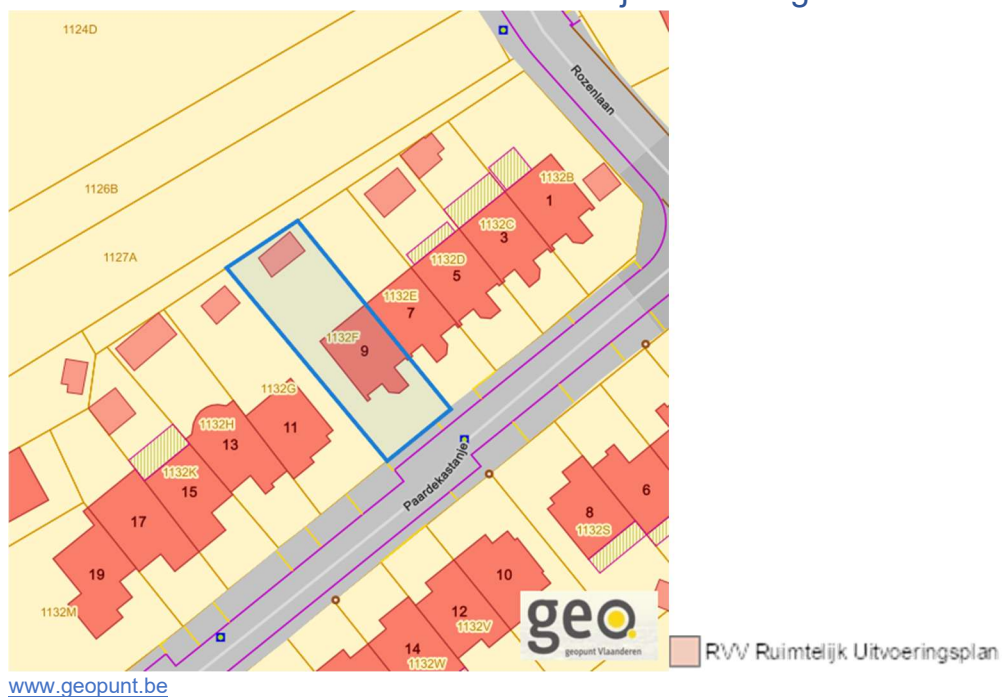 1124D
Rozenlaan
1126B
1132B
1
1132C
3
1127A
1132D
5
1132E
7
1132F
9
1132G
11
1132H
13
1132K
15
Paardekastanje
6
17
8
1132S
19
10
1132M
12
1132V
14
1132W
geo
geopunt Vlaanderen
RVV Ruimtelijk Uitvoeringsplan
www.geopunt.be